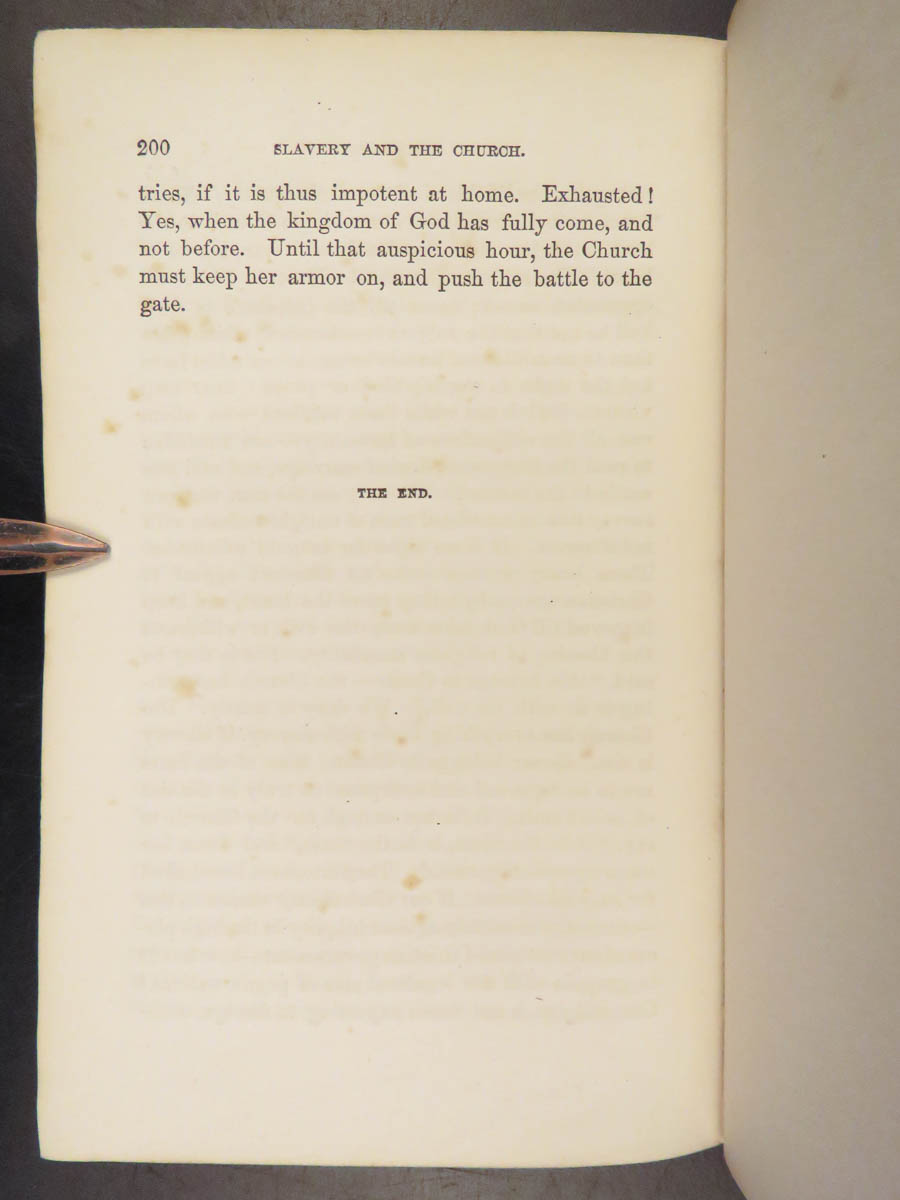 200 SLAVERY AND THE CHURCH.
tries, if it is thus impotent at home. Exhausted!
Yes, when the kingdom of God has fully come, and
not before. Until that auspicious hour, the Church
must keep her armor on, and push the battle to the
gate.
THE END.